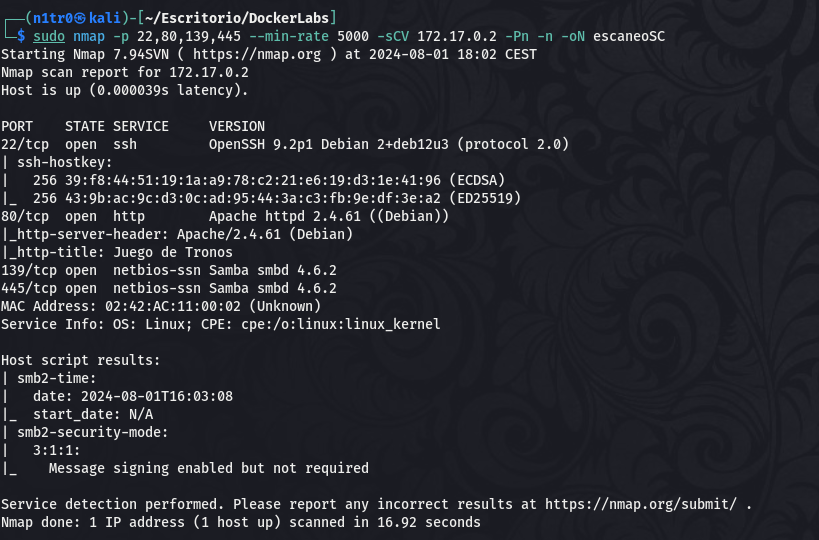 ┌──(n1tr0㉿kali)-[~/Escritorio/DockerLabs]
└─$ sudo nmap -p 22,80,139,445 --min-rate 5000 -sCV 172.17.0.2 -Pn -n -oN escaneoSC
Starting Nmap 7.94SVN ( https://nmap.org ) at 2024-08-01 18:02 CEST
Nmap scan report for 172.17.0.2
Host is up (0.000039s latency).

PORT    STATE SERVICE     VERSION
22/tcp  open  ssh         OpenSSH 9.2p1 Debian 2+deb12u3 (protocol 2.0)
| ssh-hostkey:
|   256 39:f8:44:51:19:1a:a9:78:c2:21:e6:19:d3:1e:41:96 (ECDSA)
|_  256 43:9b:ac:9c:d3:0c:ad:95:44:3a:c3:fb:9e:df:3e:a2 (ED25519)
80/tcp  open  http        Apache httpd 2.4.61 ((Debian))
|_http-server-header: Apache/2.4.61 (Debian)
|_http-title: Juego de Tronos
139/tcp open  netbios-ssn Samba smbd 4.6.2
445/tcp open  netbios-ssn Samba smbd 4.6.2
MAC Address: 02:42:AC:11:00:02 (Unknown)
Service Info: OS: Linux; CPE: cpe:/o:linux:linux_kernel

Host script results:
| smb2-time:
|   date: 2024-08-01T16:03:08
|_  start_date: N/A
| smb2-security-mode:
|   3:1:1:
|_    Message signing enabled but not required

Service detection performed. Please report any incorrect results at https://nmap.org/submit/ .
Nmap done: 1 IP address (1 host up) scanned in 16.92 seconds